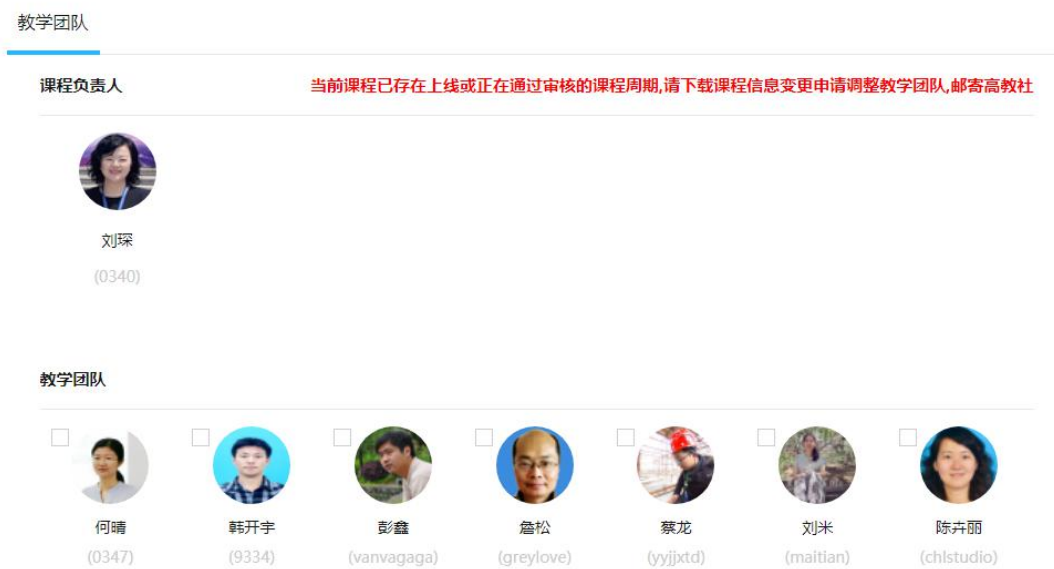 教学团队
课程负责人
当前课程已存在上线或正在通过审核的课程周期,请下载课程信息变更申请调整教学团队,邮寄高教社
刘琛
(0340)
教学团队
何晴 韩开宇 彭鑫 詹松 蔡龙 刘米 陈卉丽
(0347) (9334) (vanvagaga) (greylove) (yyjjxtd) (maitian) (chlstudio)